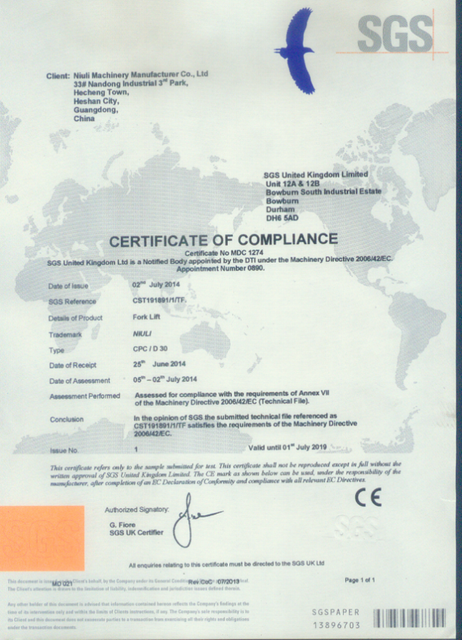 SGS
Client: Niuli Machinery Manufacturer Co., Ltd
33# Nandong Industrial 3rd Park,
Hecheng Town,
Heshan City,
Guangdong,
China
SGS United Kingdom Limited
Unit 12A & 12B
Bowburn South Industrial Estate
Bowburn
Durham
DH6 5AD
CERTIFICATE OF COMPLIANCE
Certificate No MDC 1274
SGS United Kingdom Ltd is a Notified Body appointed by the DTI under the Machinery Directive 2006/42/EC.
Appointment Number 0890.
Date of Issue 02nd July 2014
SGS Reference CST191891/1/TF.
Details of Product Fork Lift
Trademark NIULI
Type CPC / D 30
Date of Receipt 25th June 2014
Date of Assessment 05th – 02th July 2014
Assessment Performed Assessed for compliance with the requirements of Annex VII
of the Machinery Directive 2006/42/EC (Technical File).
Conclusion In the opinion of SGS the submitted technical file referenced as
CST191891/1/TF satisfies the requirements of the Machinery Directive
2006/42/EC.
Issue No. 1 Valid until 01st July 2019
This certificate refers only to the sample submitted for test. This certificate shall not be reproduced except in full without the
written approval of SGS United Kingdom Limited. The CE mark as shown below can be used, under the responsibility of the
manufacturer, after completion of an EC Declaration of Conformity and compliance with all relevant EC Directives.
CE
Authorized Signatory:
G. Fiore
SGS UK Certifier
SGS
All enquiries relating to this certificate must be directed to the SGS UK Ltd
MO 021 Rev CoC /07/2013 Page 1 of 1
SGSPAPER
13896703